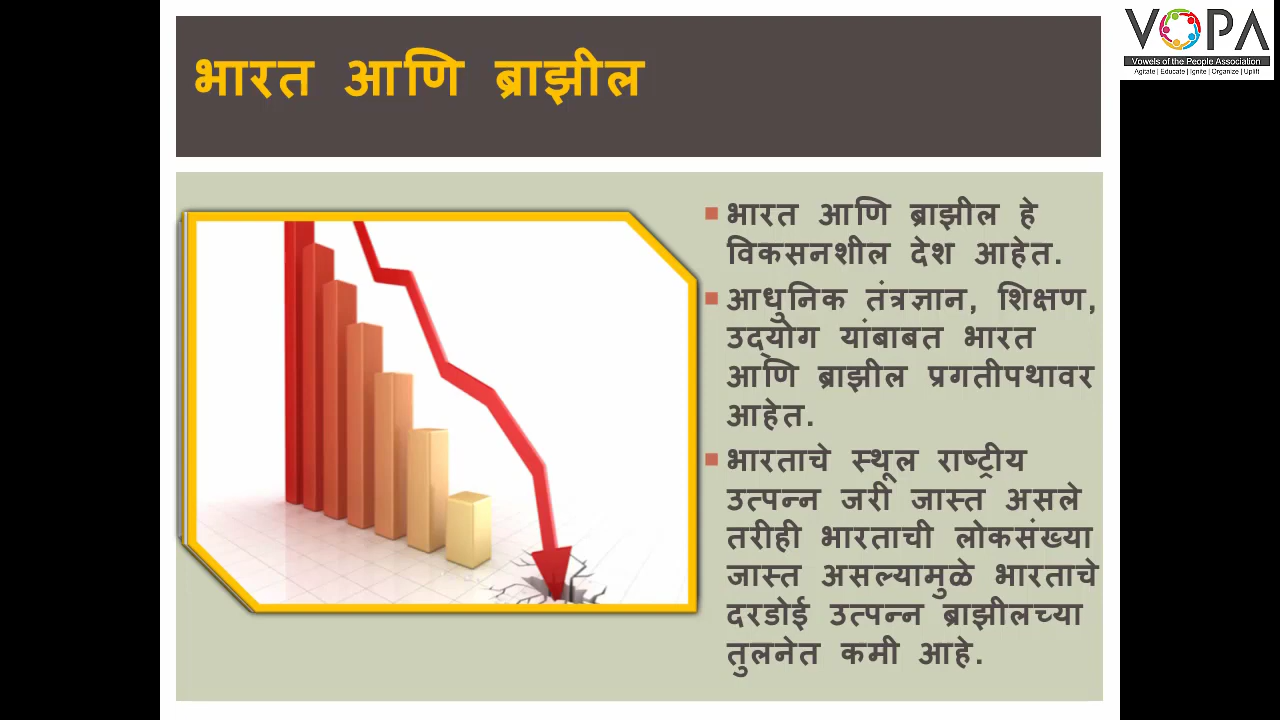 VOPA
Vowels of the People Association
Agitate | Educate | Ignite | Organize | Uplift
भारत आणि ब्राझील
भारत आणि ब्राझील हे
विकसनशील देश आहेत.
आधुनिक तंत्रज्ञान, शिक्षण,
उद्योग यांबाबत भारत
आणि ब्राझील प्रगतीपथावर
आहेत.
भारताचे स्थूल राष्ट्रीय
उत्पन्न जरी जास्त असले
तरीही भारताची लोकसंख्या
जास्त असल्यामुळे भारताचे
दरडोई उत्पन्न ब्राझीलच्या
तुलनेत कमी आहे.